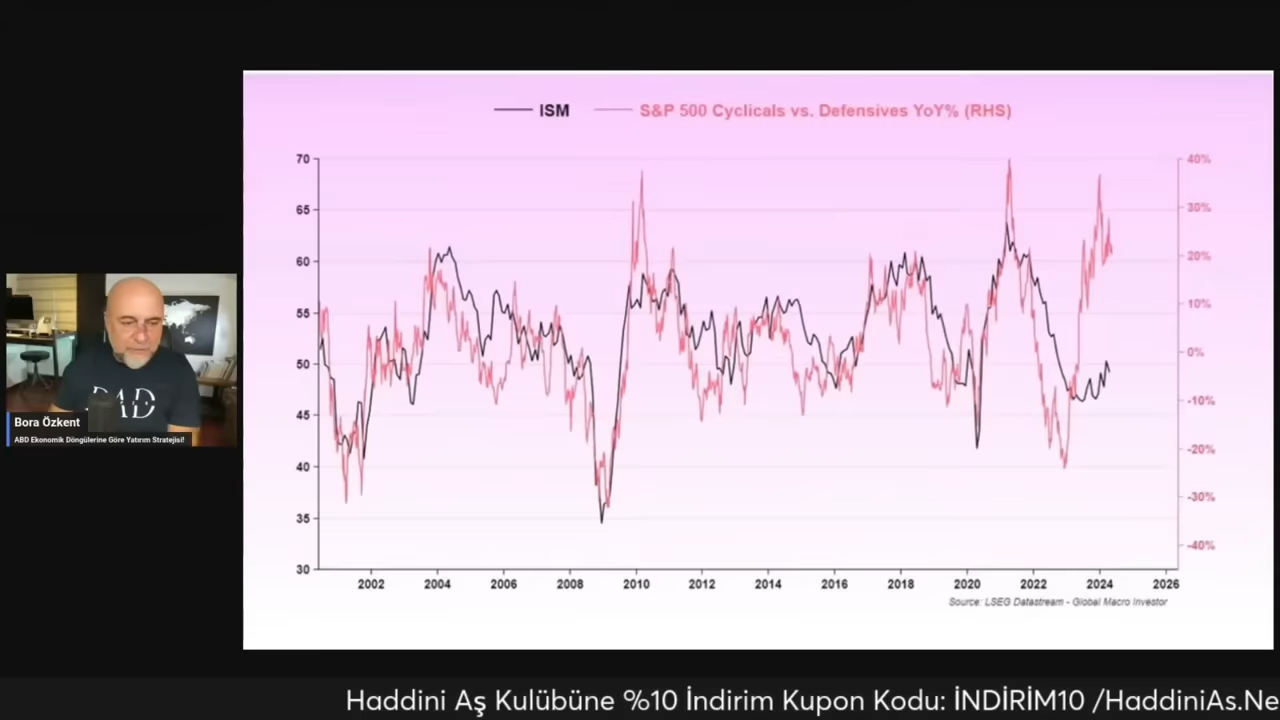 ISM S&P 500 Cyclicals vs. Defensives YoY% (RHS)
70 40%
65 30%
60 20%
55 10%
50 0%
45 -10%
40 -20%
35 -30%
30 -40%
2002 2004 2006 2008 2010 2012 2014 2016 2018 2020 2022 2024 2026
Source: LSEG Datastream - Global Macro Investor
DAD
Bora Özkent
ABD Ekonomik Döngülerine Göre Yatırım Stratejisi!
Haddini Aş Kulübüne %10 İndirim Kupon Kodu: İNDİRİM10 /HaddiniAs.Ne